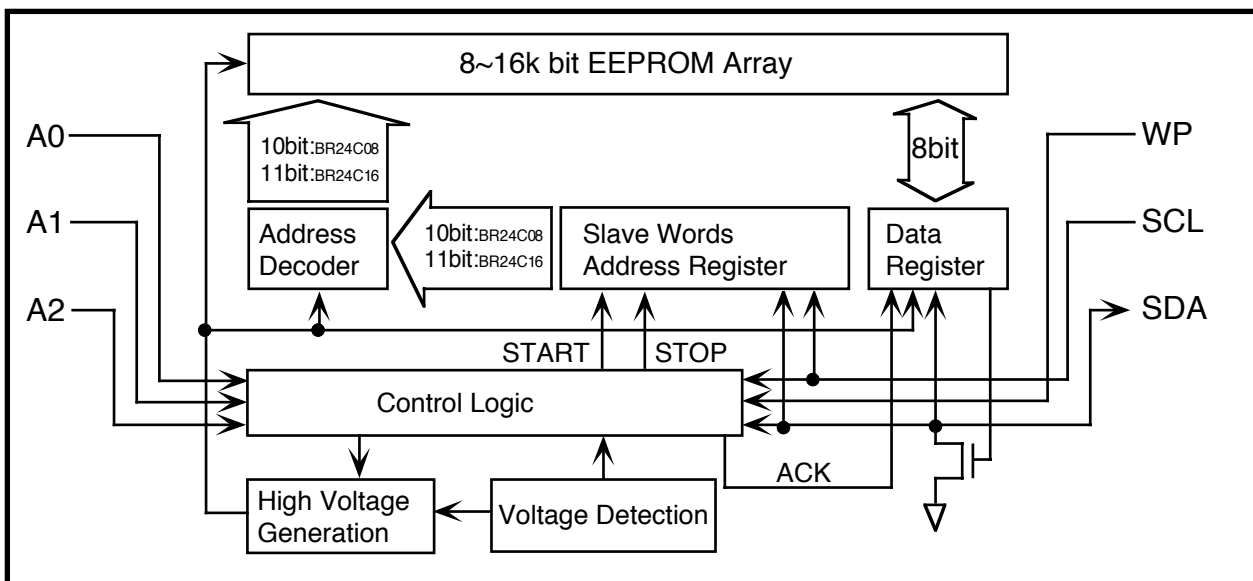 8~16k bit EEPROM Array
A0
10bit:BR24C08
11bit:BR24C16
8bit
WP
A1
Address
Decoder
10bit:BR24C08
11bit:BR24C16
Slave Words
Address Register
Data
Register
SCL
A2
SDA
START
STOP
Control Logic
ACK
High Voltage
Generation
Voltage Detection